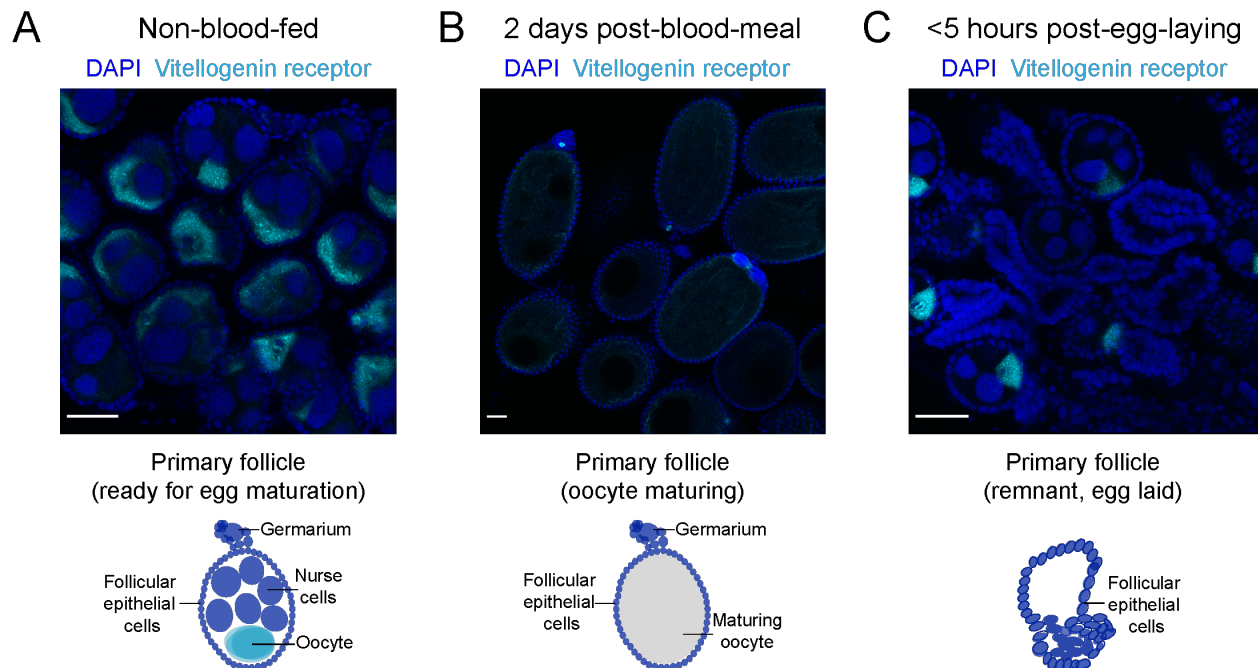 A
Non-blood-fed
DAPI Vitellogenin receptor
Primary follicle
(ready for egg maturation)
Germarium
Follicular
epithelial
cells
Nurse
cells
Oocyte
B
2 days post-blood-meal
DAPI Vitellogenin receptor
Primary follicle
(oocyte maturing)
Germarium
Follicular
epithelial
cells
Maturing
oocyte
C
<5 hours post-egg-laying
DAPI Vitellogenin receptor
Primary follicle
(remnant, egg laid)
Follicular
epithelial
cells